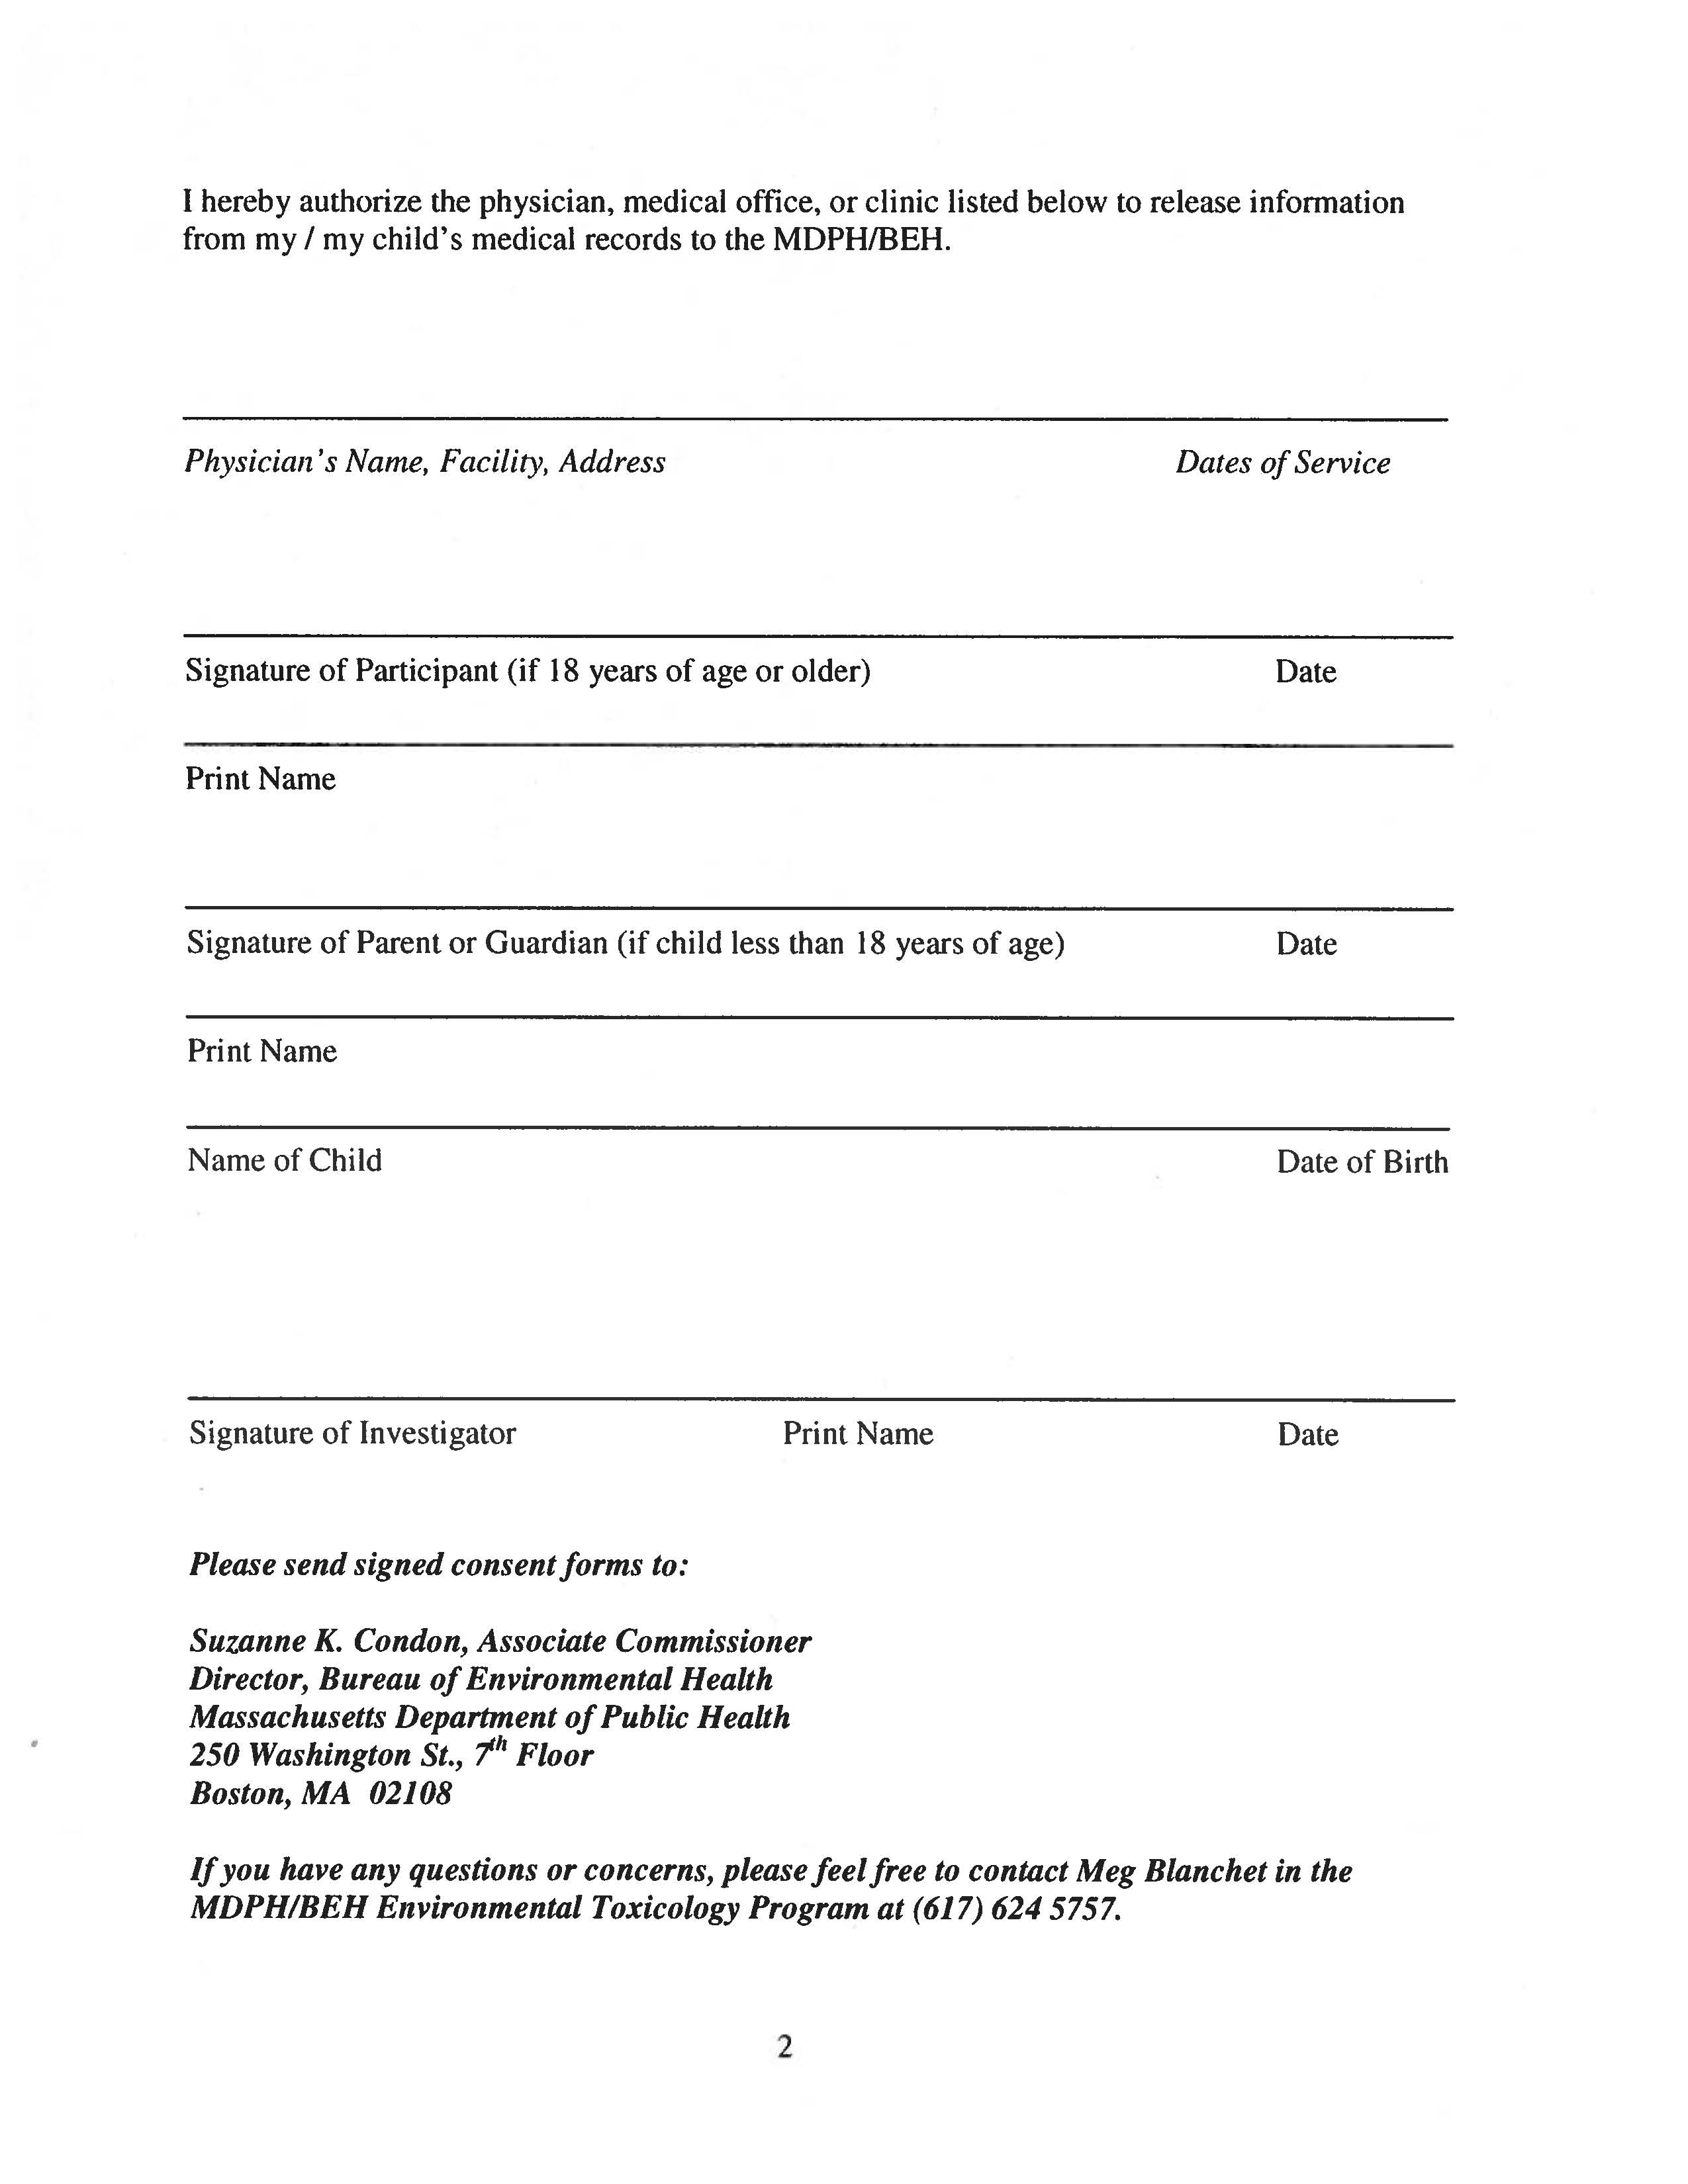 I hereby authorize the physician, medical office, or clinic listed below to release information
from my / my child's medical records to the MDPH/BEH.
Physician's Name, Facility, Address Dates of Service
Signature of Participant (if 18 years of age or older) Date
Print Name
Signature of Parent or Guardian (if child less than 18 years of age) Date
Print Name
Name of Child Date of Birth
Signature of Investigator Print Name Date
Please send signed consent forms to:
Suzanne K. Condon, Associate Commissioner
Director, Bureau of Environmental Health
Massachusetts Department of Public Health
250 Washington St., 7th Floor
Boston, MA 02108
If you have any questions or concerns, please feel free to contact Meg Blanchet in the
MDPH/BEH Environmental Toxicology Program at (617) 624 5757.
2